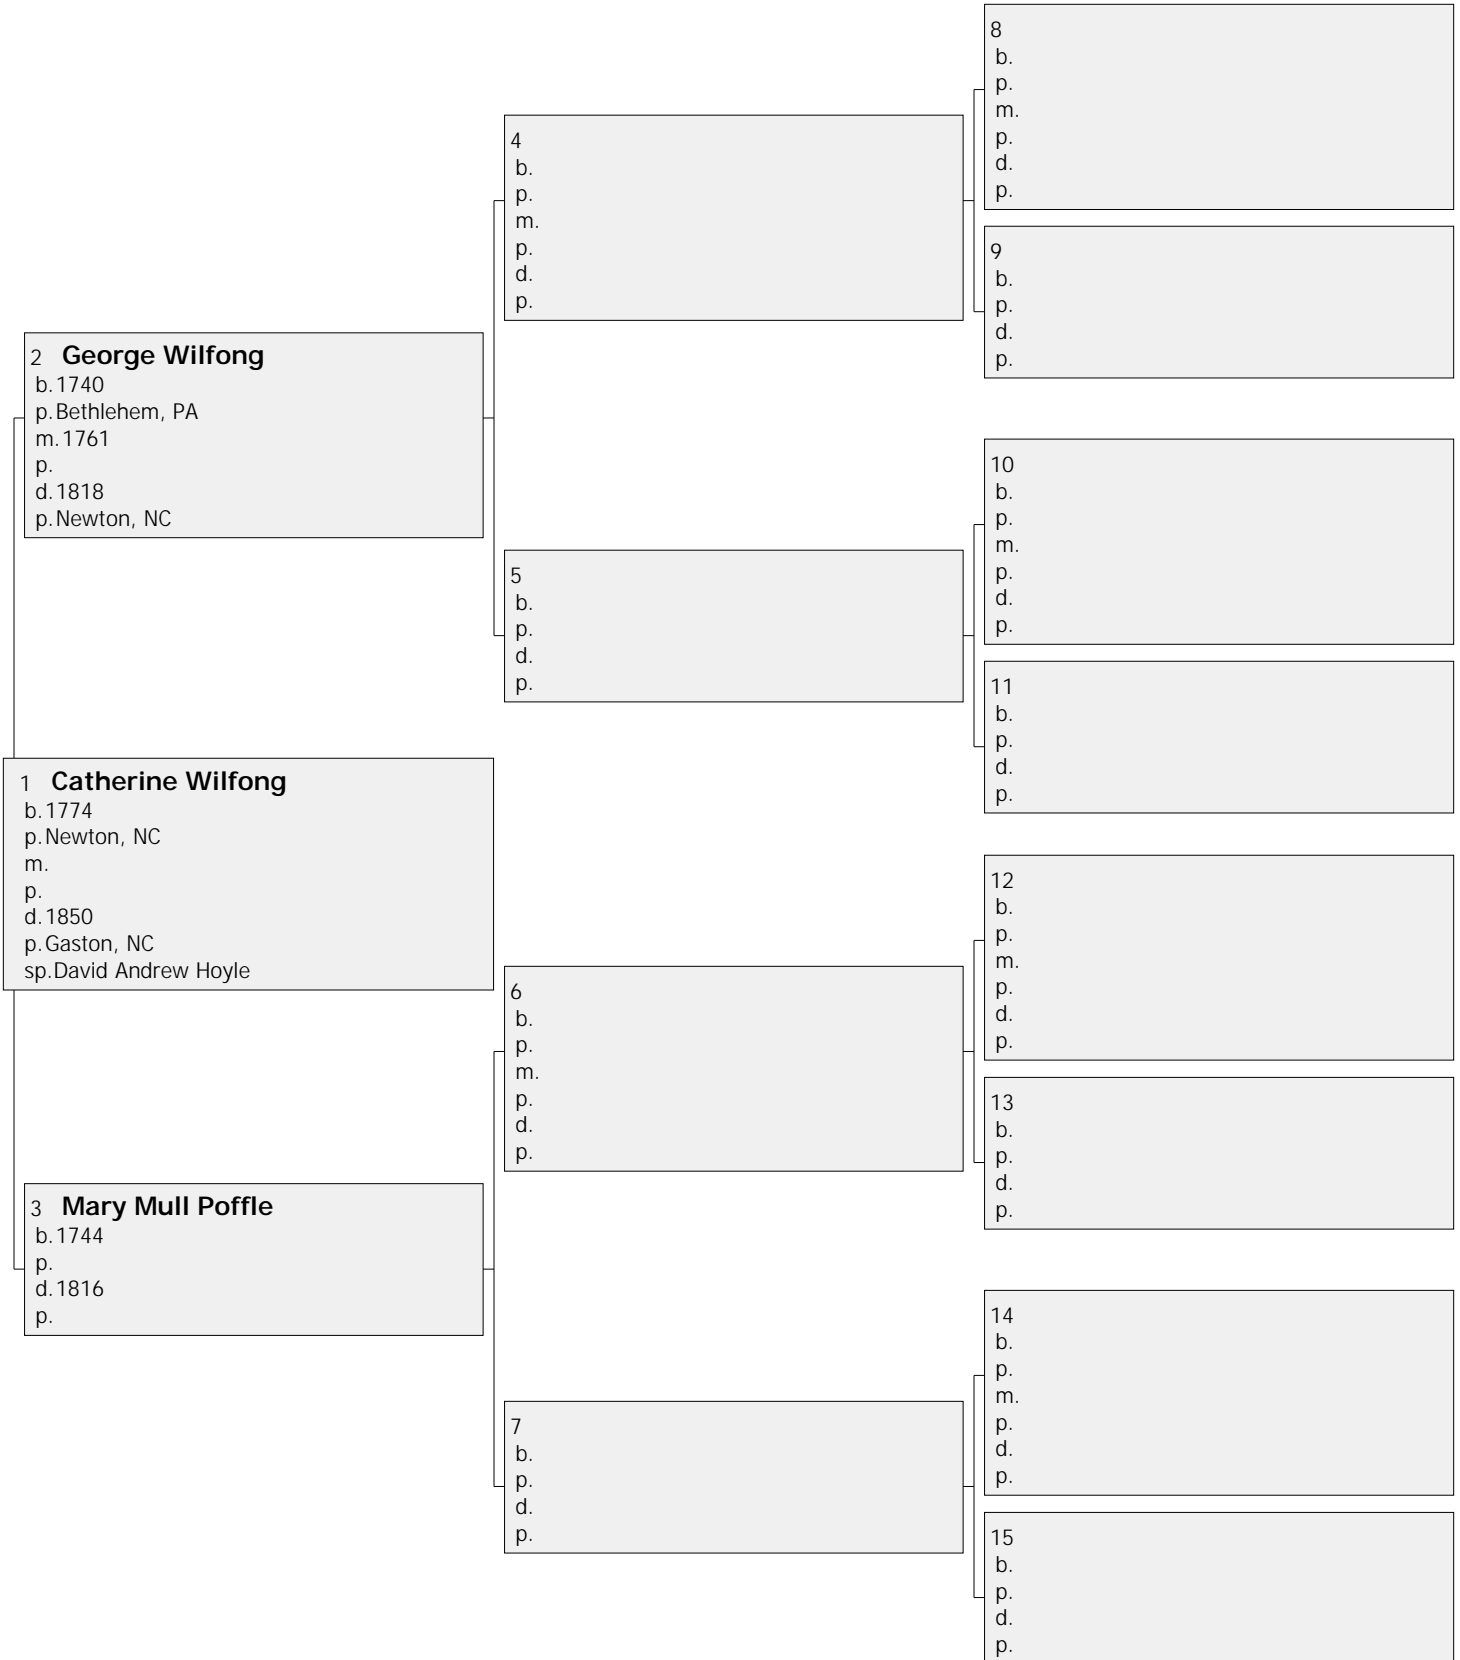 8
b.
p.
m.
p.
d.
p.
4
b.
p.
m.
p.
d.
p.
9
b.
p.
d.
p.
2 George Wilfong
b.1740
p.Bethlehem, PA
m.1761
p.
d.1818
p.Newton, NC
10
b.
p.
m.
p.
d.
p.
5
b.
p.
d.
p.
11
b.
p.
d.
p.
1 Catherine Wilfong
b.1774
p.Newton, NC
m.
p.
d.1850
p.Gaston, NC
sp.David Andrew Hoyle
12
b.
p.
m.
p.
d.
p.
6
b.
p.
m.
p.
d.
p.
13
b.
p.
d.
p.
3 Mary Mull Poffle
b.1744
p.
d.1816
p.
14
b.
p.
m.
p.
d.
p.
7
b.
p.
d.
p.
15
b.
p.
d.
p.